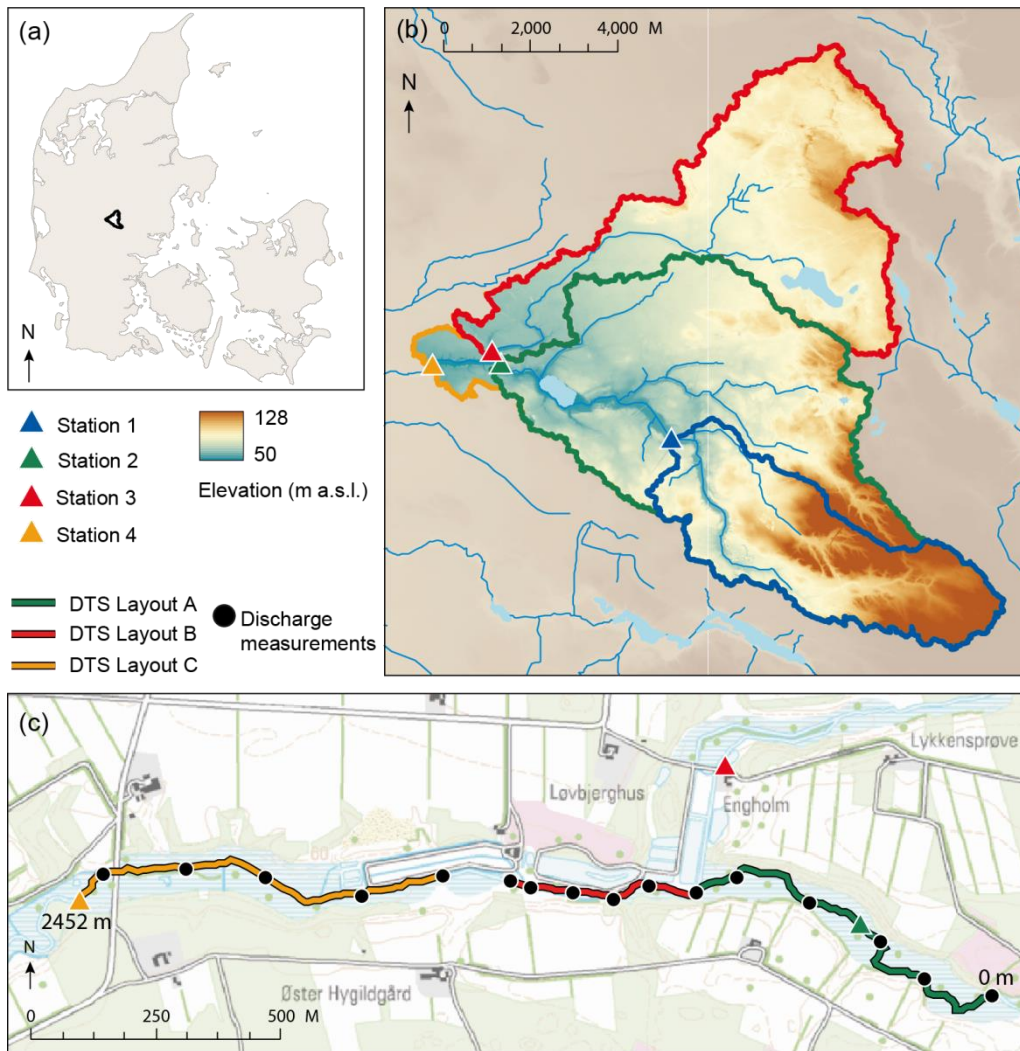 (a)
N
(b)
0 2,000 4,000 M
N
Station 1
Station 2
Station 3
Station 4
128
50
Elevation (m a.s.l.)
DTS Layout A
DTS Layout B
DTS Layout C
Discharge
measurements
(c)
Lykkensprøve
Løvbjerghus
Engholm
60
2452 m
0 m
N
Øster Hygildgård
0 250 500 M